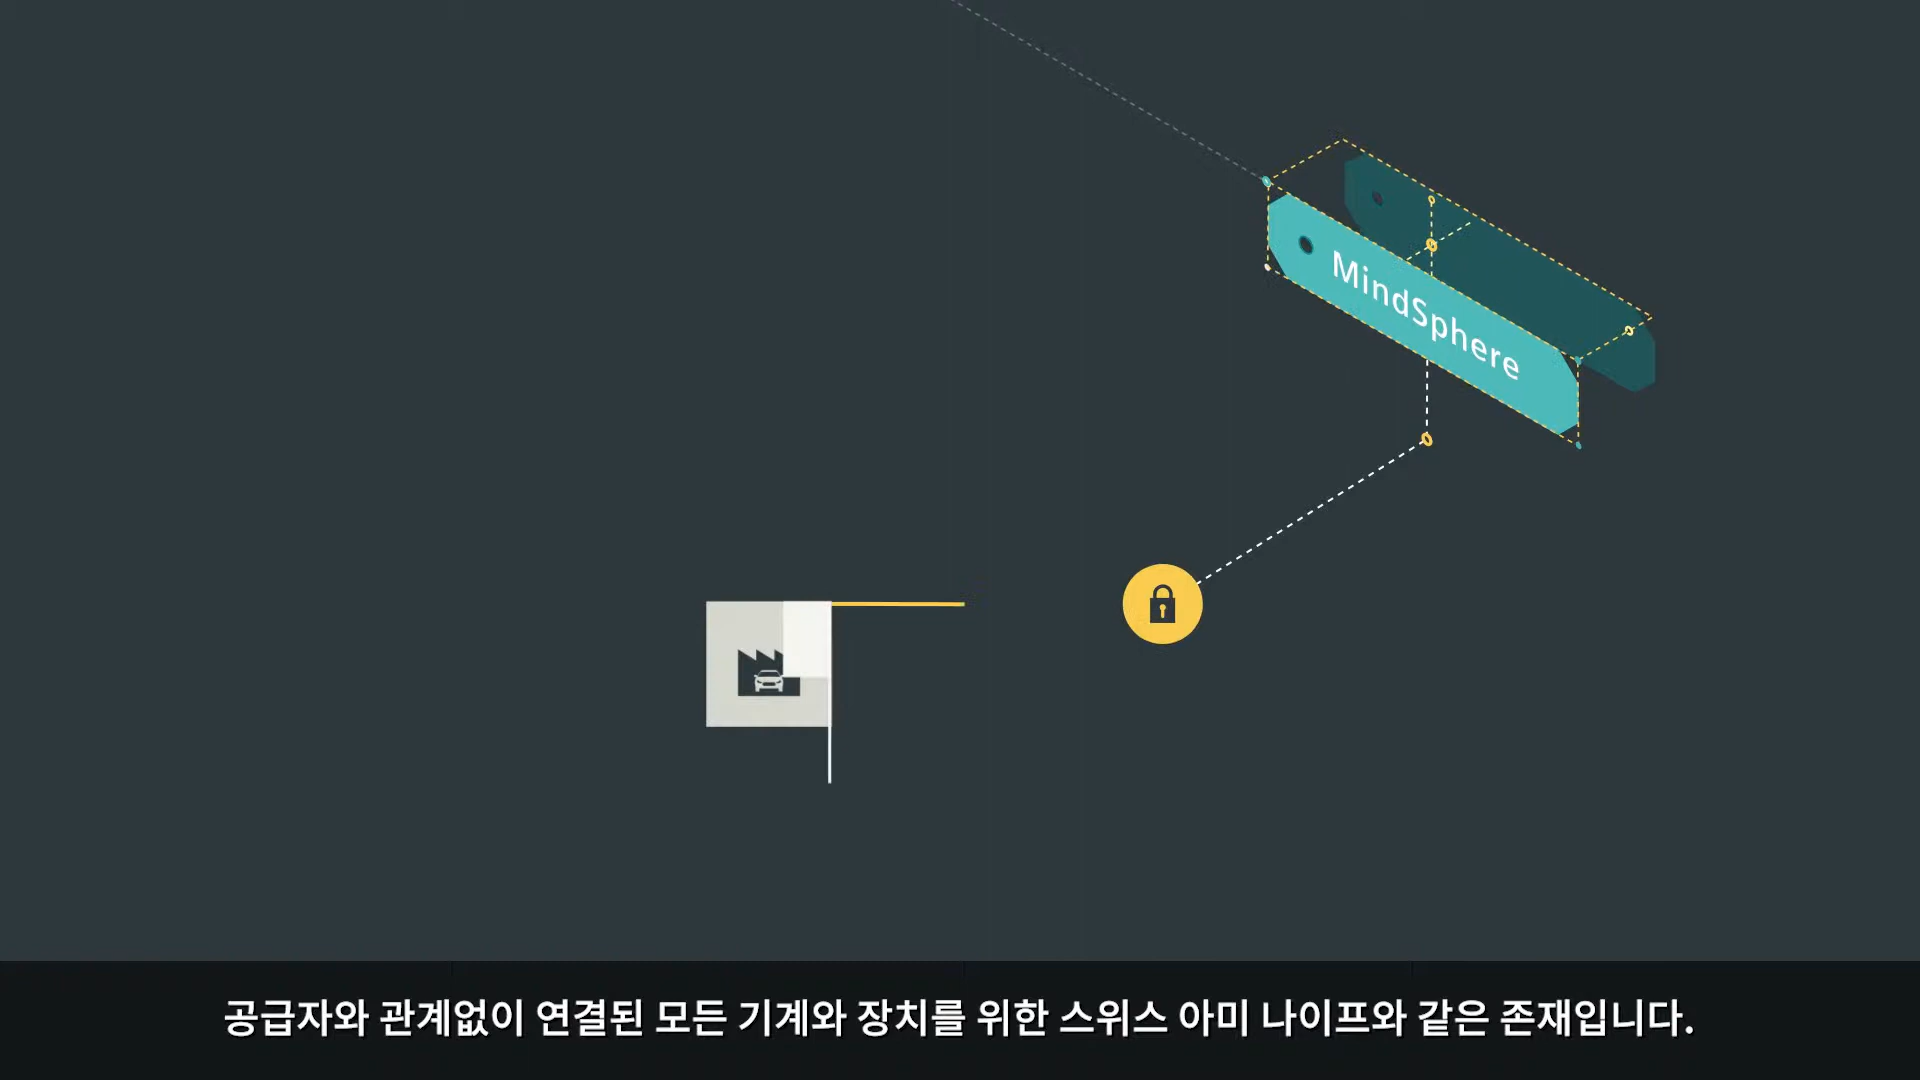 MindSphere
공급자와 관계없이 연결된 모든 기계와 장치를 위한 스위스 아미 나이프와 같은 존재입니다.